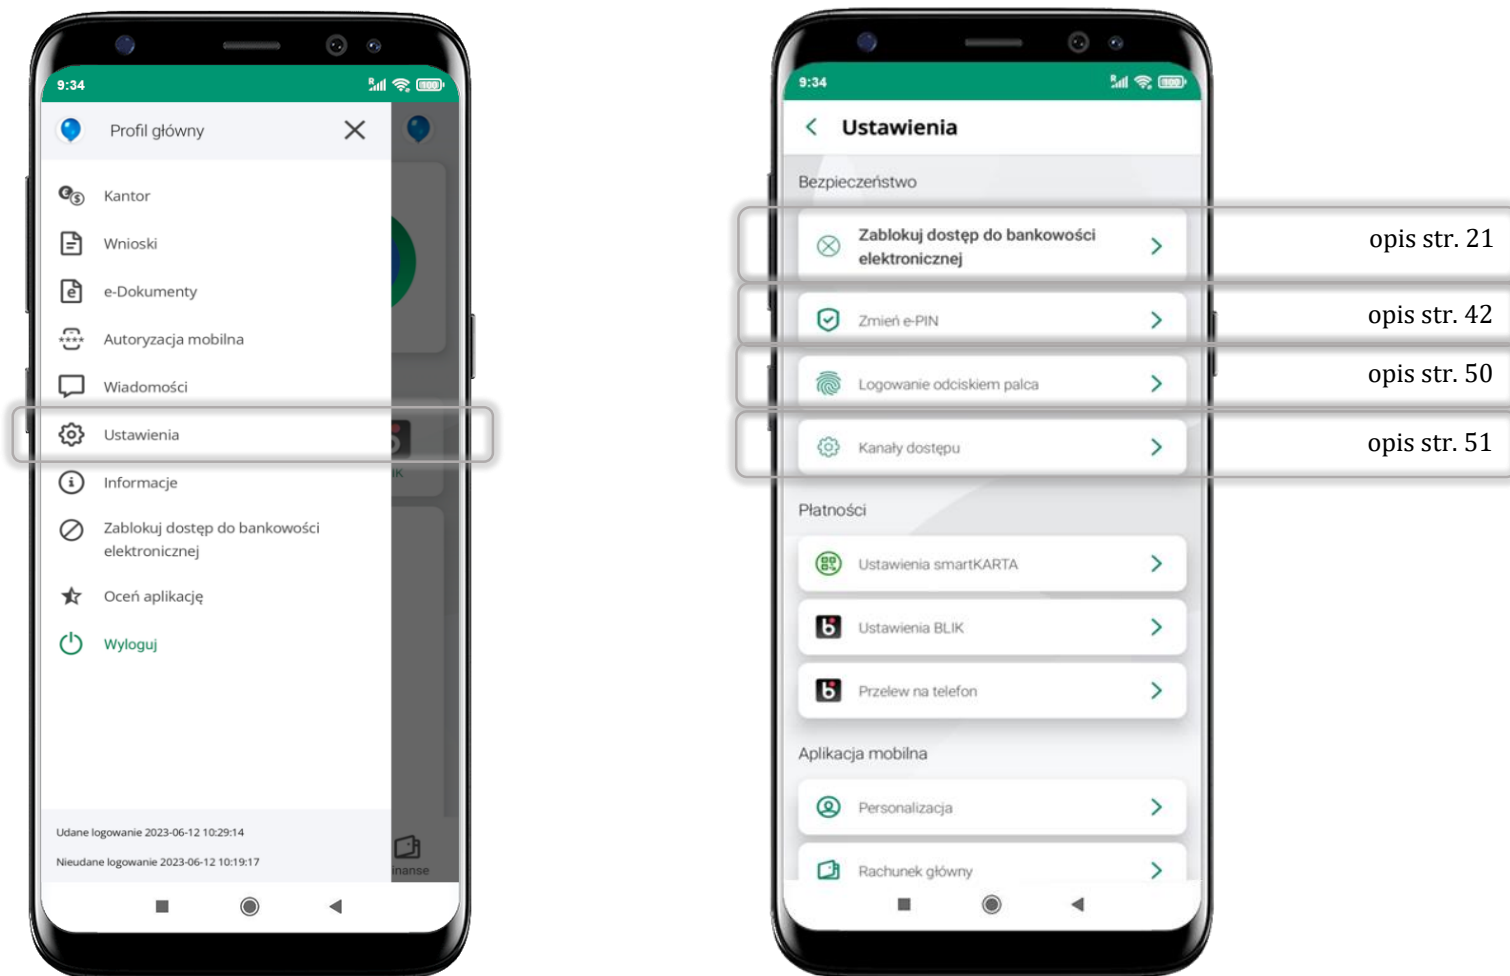 9:34
Profil główny
Kantor
Wnioski
e-Dokumenty
Autoryzacja mobilna
Wiadomości
Ustawienia
Informacje
Zablokuj dostęp do bankowości
elektronicznej
Oceń aplikację
Wyloguj
Udane logowanie 2023-06-12 10:29:14
Nieudane logowanie 2023-06-12 10:19:17
IK
inanse
9:34
Ustawienia
Bezpieczeństwo
Zablokuj dostęp do bankowości
elektronicznej
opis str. 21
Zmień e-PIN
opis str. 42
Logowanie odciskiem palca
opis str. 50
Kanały dostępu
opis str. 51
Płatności
Ustawienia smartKARTA
Ustawienia BLIK
Przelew na telefon
Aplikacja mobilna
Personalizacja
Rachunek główny